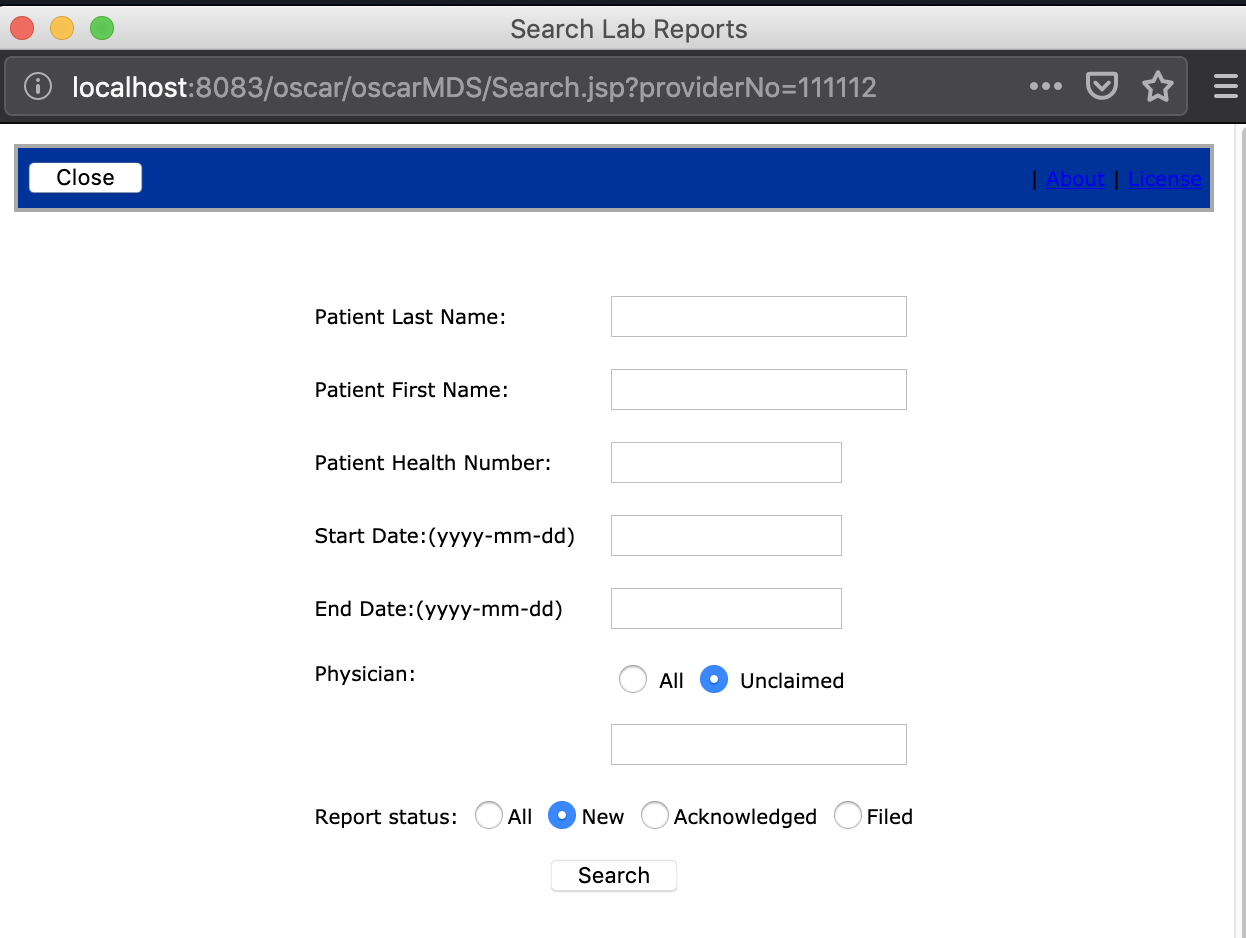 Search Lab Reports
localhost:8083/oscar/oscarMDS/Search.jsp?providerNo=111112
Close | About | License
Patient Last Name:
Patient First Name:
Patient Health Number:
Start Date:(yyyy-mm-dd)
End Date:(yyyy-mm-dd)
Physician: All Unclaimed
Report status: All New Acknowledged Filed
Search